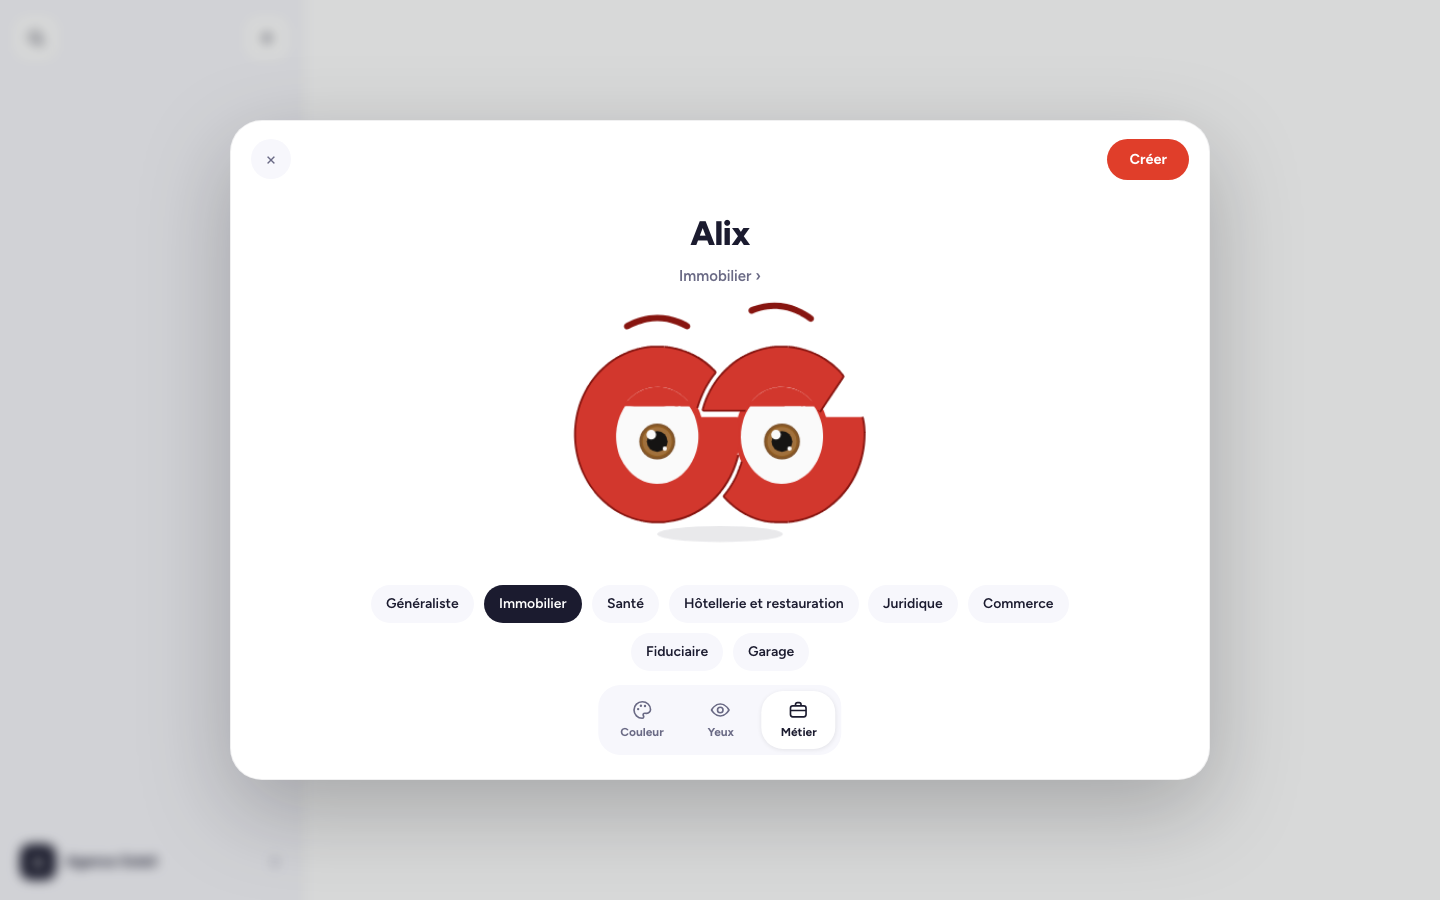 ×
Créer
Alix
Immobilier ›
Généraliste Immobilier Santé Hôtellerie et restauration Juridique Commerce
Fiduciaire Garage
Couleur Yeux Métier